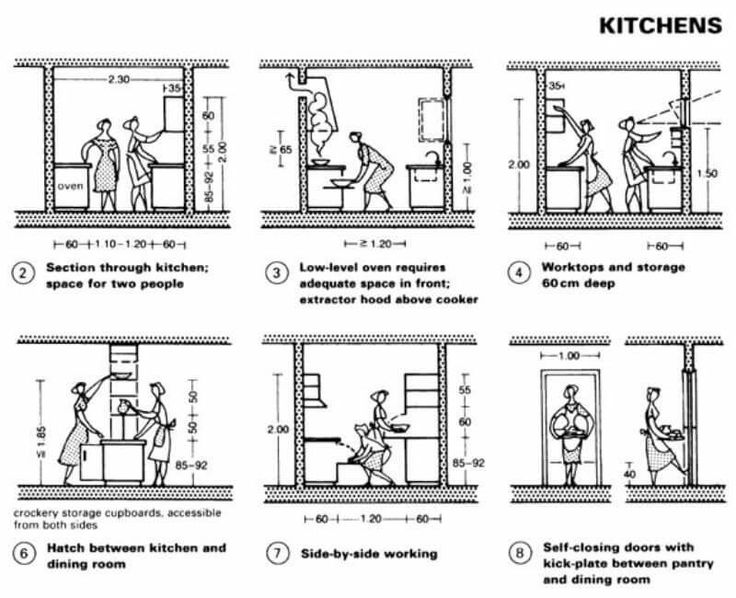 KITCHENS
2.30
35
60
55
2.00
85–92
oven
60
1.10–1.20
60
2 Section through kitchen;
space for two people
≥ 65
≥ 1.00
≥ 1.20
3 Low-level oven requires
adequate space in front;
extractor hood above cooker
35
2.00
1.50
60
60
4 Worktops and storage
60 cm deep
≤ 1.85
50
50
85–92
crockery storage cupboards, accessible
from both sides
6 Hatch between kitchen and
dining room
2.00
55
60
85–92
60
1.20
60
7 Side-by-side working
1.00
40
8 Self-closing doors with
kick-plate between pantry
and dining room